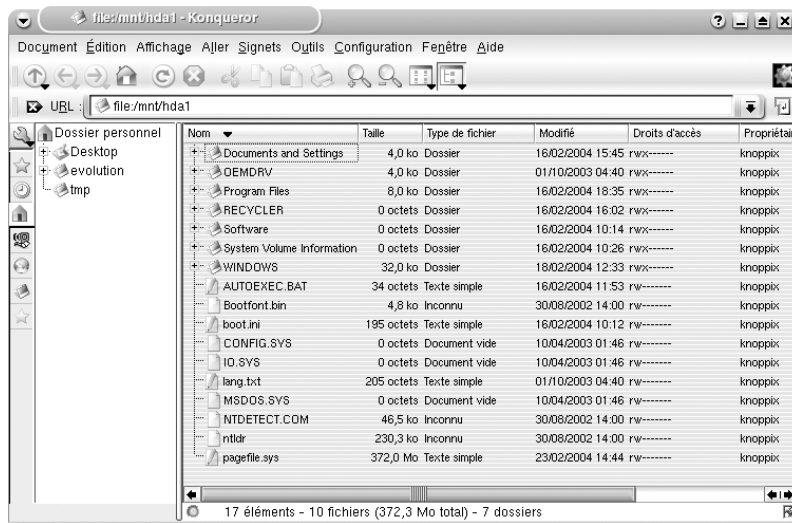 file:/mnt/hda1 - Konqueror
Document Édition Affichage Aller Signets Outils Configuration Fenêtre Aide
URL : file:/mnt/hda1
Dossier personnel
Desktop
evolution
tmp
Nom Taille Type de fichier Modifié Droits d'accès Propriétair
Documents and Settings 4,0 ko Dossier 16/02/2004 15:45 rwx------ knoppix
OEMDRV 4,0 ko Dossier 01/10/2003 04:40 rwx------ knoppix
Program Files 8,0 ko Dossier 16/02/2004 18:35 rwx------ knoppix
RECYCLER 0 octets Dossier 16/02/2004 16:02 rwx------ knoppix
Software 0 octets Dossier 16/02/2004 10:14 rwx------ knoppix
System Volume Information 0 octets Dossier 16/02/2004 10:26 rwx------ knoppix
WINDOWS 32,0 ko Dossier 18/02/2004 12:33 rwx------ knoppix
AUTOEXEC.BAT 34 octets Texte simple 16/02/2004 11:53 rw------- knoppix
Bootfont.bin 4,8 ko Inconnu 30/08/2002 14:00 rw------- knoppix
boot.ini 195 octets Texte simple 16/02/2004 10:12 rw------- knoppix
CONFIG.SYS 0 octets Document vide 10/04/2003 01:46 rw------- knoppix
IO.SYS 0 octets Document vide 10/04/2003 01:46 rw------- knoppix
lang.txt 205 octets Texte simple 01/10/2003 04:40 rw------- knoppix
MSDOS.SYS 0 octets Document vide 10/04/2003 01:46 rw------- knoppix
NTDETECT.COM 46,5 ko Inconnu 30/08/2002 14:00 rw------- knoppix
ntldr 230,3 ko Inconnu 30/08/2002 14:00 rw------- knoppix
pagefile.sys 372,0 Mo Texte simple 23/02/2004 14:44 rw------- knoppix
17 éléments - 10 fichiers (372,3 Mo total) - 7 dossiers